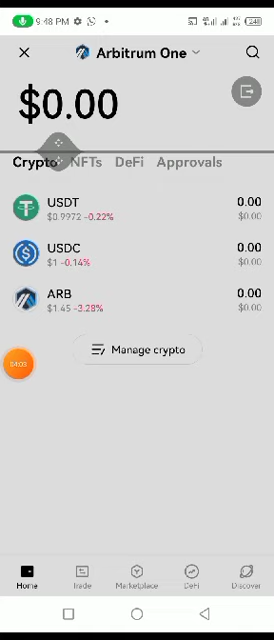 9:48 PM
Arbitrum One
$0.00
Crypto NFTs DeFi Approvals
USDT 0.00
$0.9972 -0.22% $0.00
USDC 0.00
$1 -0.14% $0.00
ARB 0.00
$1.45 -3.28% $0.00
24:03
Manage crypto
Home Trade Marketplace DeFi Discover